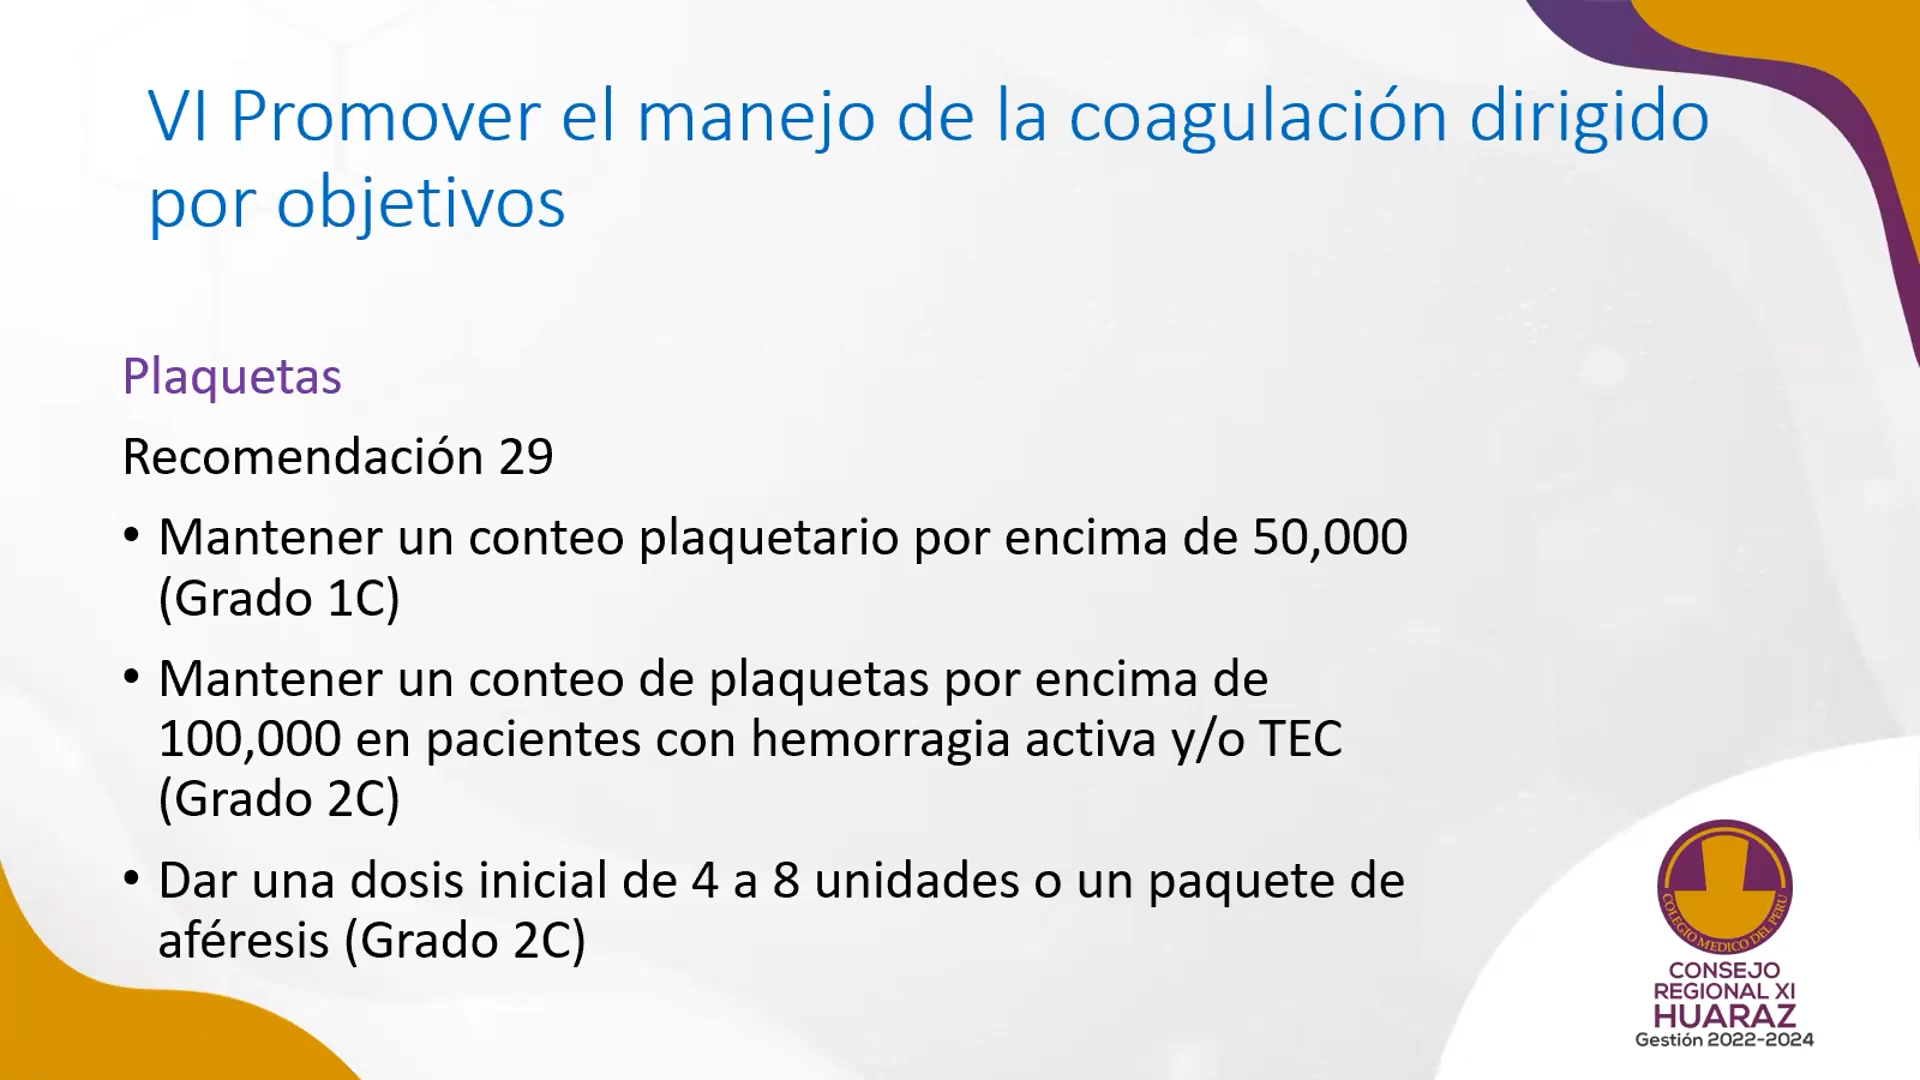 VI Promover el manejo de la coagulación dirigido
por objetivos
Plaquetas
Recomendación 29
• Mantener un conteo plaquetario por encima de 50,000
(Grado 1C)
• Mantener un conteo de plaquetas por encima de
100,000 en pacientes con hemorragia activa y/o TEC
(Grado 2C)
• Dar una dosis inicial de 4 a 8 unidades o un paquete de
aféresis (Grado 2C)
COLEGIO MEDICO DEL PERU
CONSEJO
REGIONAL XI
HUARAZ
Gestión 2022-2024